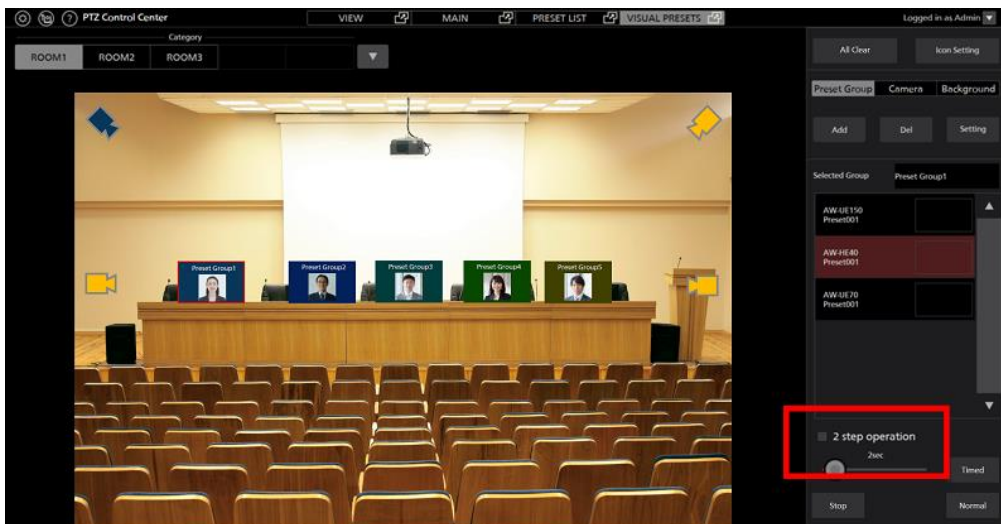 ? PTZ Control Center
VIEW
MAIN
PRESET LIST
VISUAL PRESETS
Logged in as Admin
Category
ROOM1
ROOM2
ROOM3
All Clear
Icon Setting
Preset Group
Camera
Background
Add
Del
Setting
Selected Group
Preset Group1
AW-UE150
Preset001
AW-HE40
Preset001
AW-UE70
Preset001
Preset Group1
Preset Group2
Preset Group3
Preset Group4
Preset Group5
2 step operation
2sec
Timed
Stop
Normal